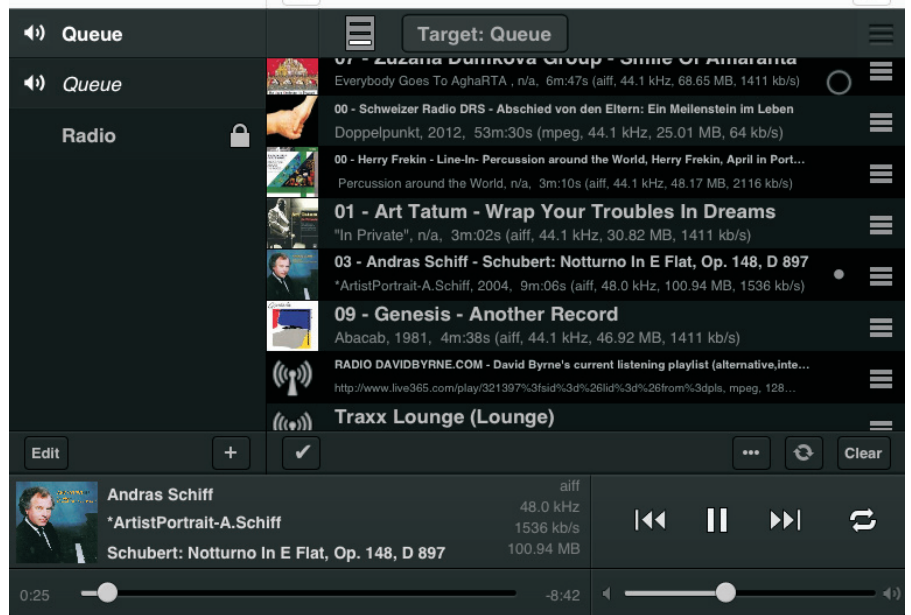 Queue
Target: Queue
Queue
Radio
07 - Zuzana Dumkova Group - Smile Of Amaranta
Everybody Goes To AghaRTA , n/a, 6m:47s (aiff, 44.1 kHz, 68.65 MB, 1411 kb/s)
00 - Schweizer Radio DRS - Abschied von den Eltern: Ein Meilenstein im Leben
Doppelpunkt, 2012, 53m:30s (mpeg, 44.1 kHz, 25.01 MB, 64 kb/s)
00 - Herry Frekin - Line-In- Percussion around the World, Herry Frekin, April in Port...
Percussion around the World, n/a, 3m:10s (aiff, 44.1 kHz, 48.17 MB, 2116 kb/s)
01 - Art Tatum - Wrap Your Troubles In Dreams
"In Private", n/a, 3m:02s (aiff, 44.1 kHz, 30.82 MB, 1411 kb/s)
03 - Andras Schiff - Schubert: Notturno In E Flat, Op. 148, D 897
*ArtistPortrait-A.Schiff, 2004, 9m:06s (aiff, 48.0 kHz, 100.94 MB, 1536 kb/s)
09 - Genesis - Another Record
Abacab, 1981, 4m:38s (aiff, 44.1 kHz, 46.92 MB, 1411 kb/s)
RADIO DAVIDBYRNE.COM - David Byrne's current listening playlist (alternative,inte...
http://www.live365.com/play/321397%3fsid%3d%26lid%3d%26from%3dpls, mpeg, 128...
Traxx Lounge (Lounge)
Edit
+
Clear
Andras Schiff
*ArtistPortrait-A.Schiff
Schubert: Notturno In E Flat, Op. 148, D 897
aiff
48.0 kHz
1536 kb/s
100.94 MB
0:25
-8:42